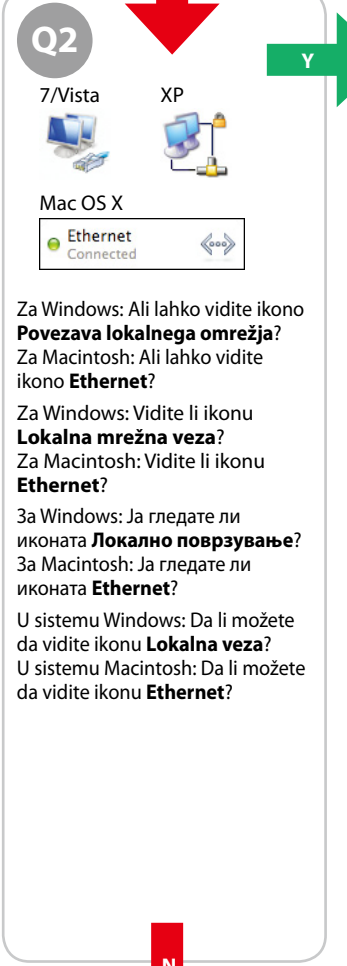 Q2
Y
7/Vista XP
Mac OS X
Ethernet
Connected
Za Windows: Ali lahko vidite ikono
Povezava lokalnega omrežja?
Za Macintosh: Ali lahko vidite
ikono Ethernet?
Za Windows: Vidite li ikonu
Lokalna mrežna veza?
Za Macintosh: Vidite li ikonu
Ethernet?
За Windows: Ја гледате ли
иконата Локално поврзување?
За Macintosh: Ја гледате ли
иконата Ethernet?
U sistemu Windows: Da li možete
da vidite ikonu Lokalna veza?
U sistemu Macintosh: Da li možete
da vidite ikonu Ethernet?
N